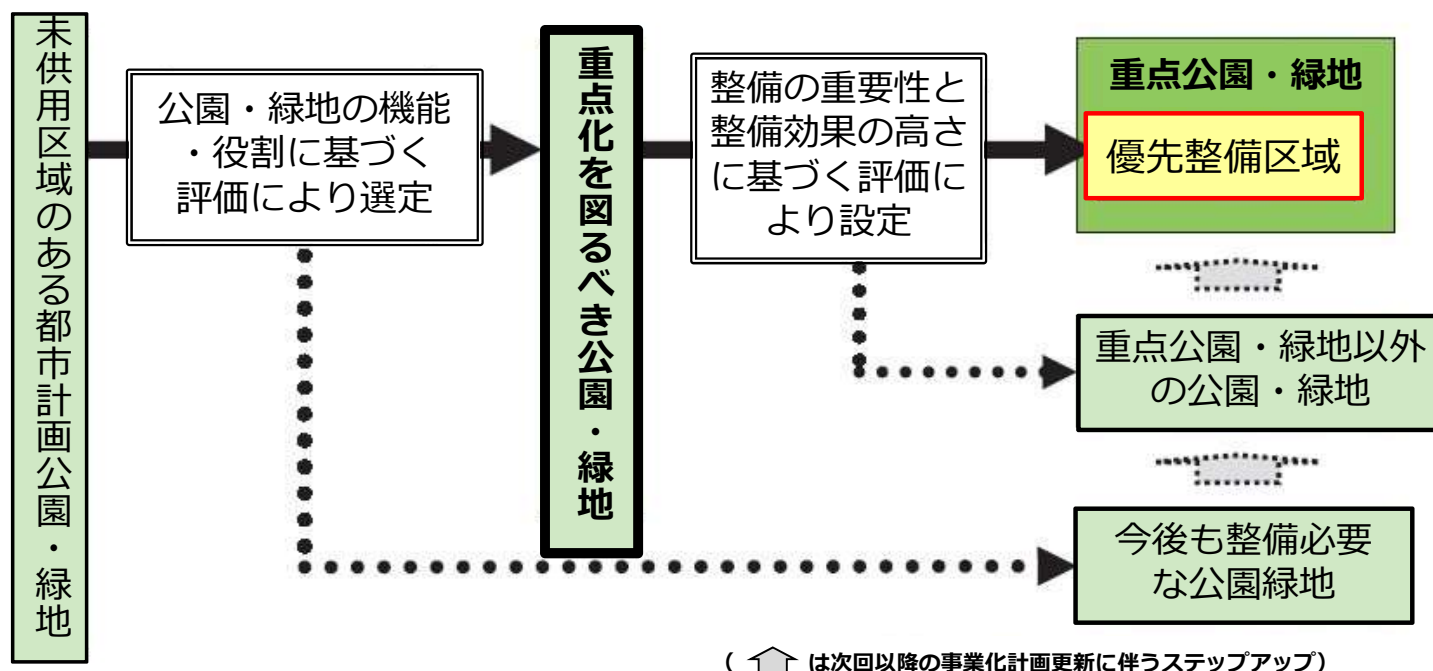 未供用区域のある都市計画公園・緑地
公園・緑地の機能
・役割に基づく
評価により選定
重点化を図るべき公園・緑地
整備の重要性と
整備効果の高さ
に基づく評価に
より設定
重点公園・緑地
優先整備区域
重点公園・緑地以外
の公園・緑地
今後も整備必要
な公園緑地
( は次回以降の事業化計画更新に伴うステップアップ)